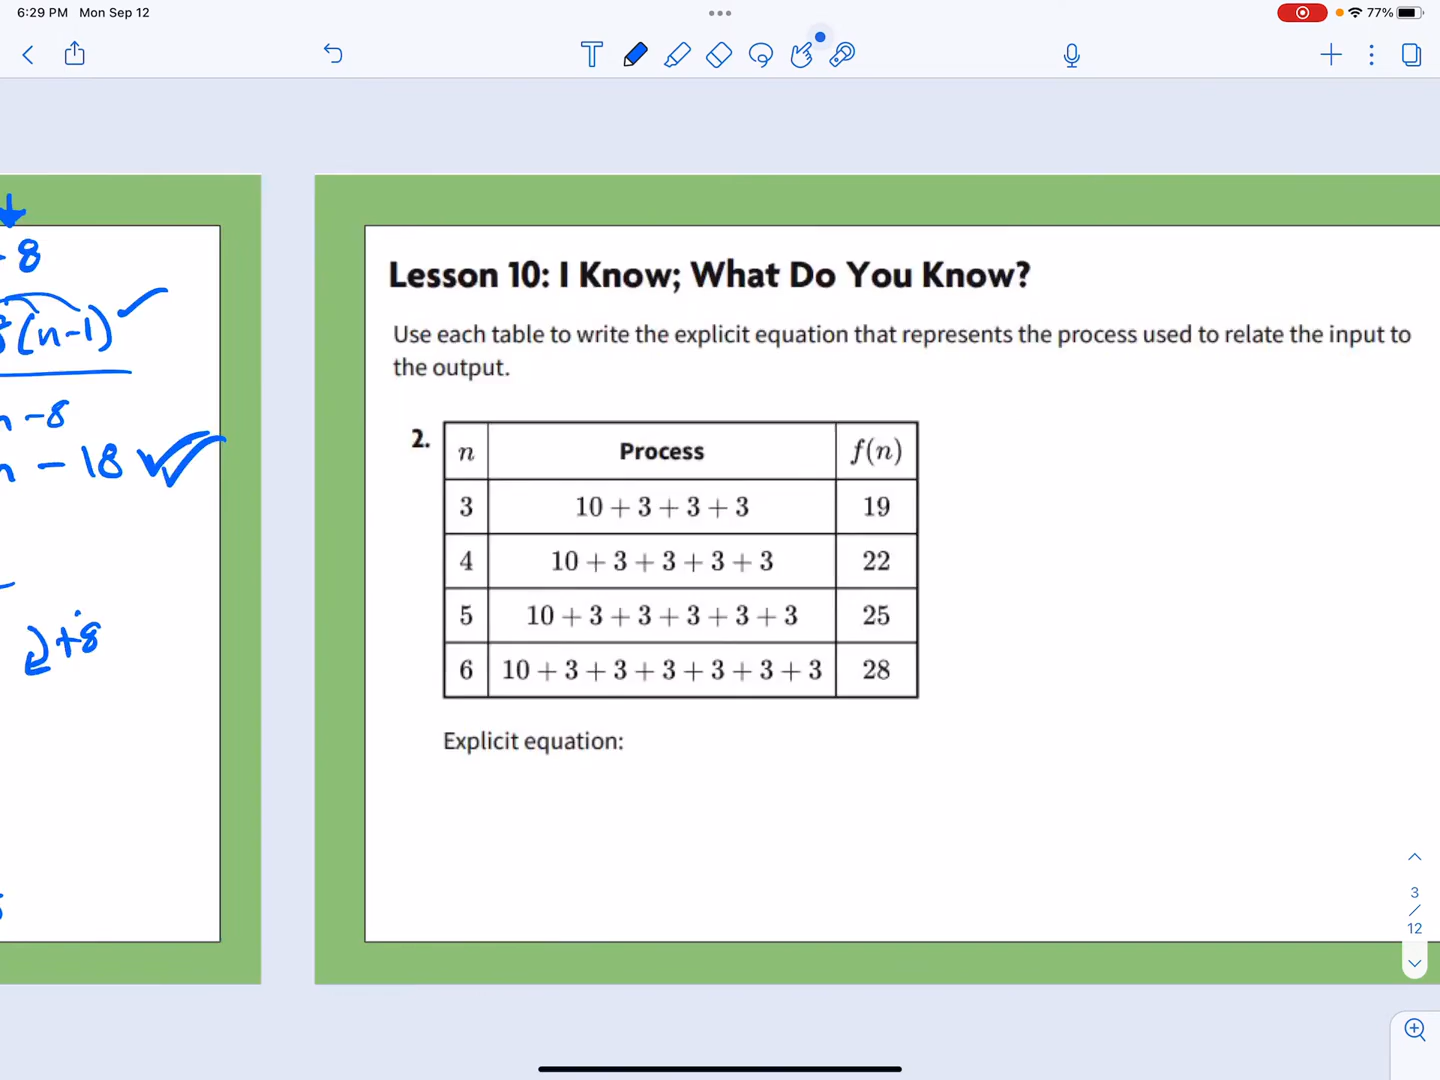 6:29 PM Mon Sep 12
77%
8
(n-1)
-8
- 18
+8
Lesson 10: I Know; What Do You Know?
Use each table to write the explicit equation that represents the process used to relate the input to
the output.
2.
n Process f(n)
3 10 + 3 + 3 + 3 19
4 10 + 3 + 3 + 3 + 3 22
5 10 + 3 + 3 + 3 + 3 + 3 25
6 10 + 3 + 3 + 3 + 3 + 3 + 3 28
Explicit equation:
3
/
12